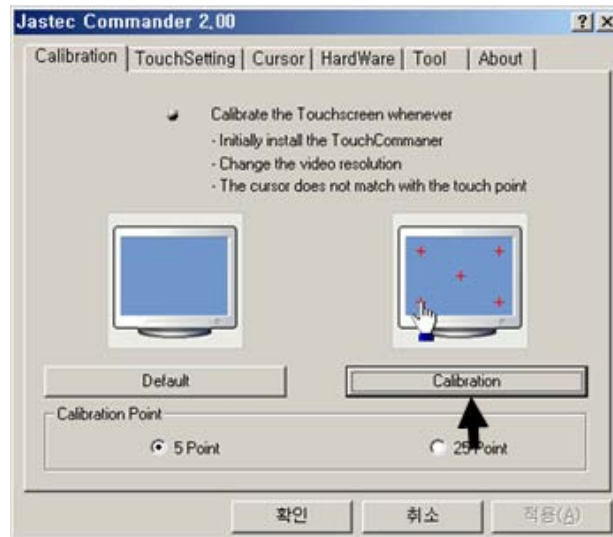 Jastec Commander 2,00
Calibration TouchSetting Cursor HardWare Tool About
Calibrate the Touchscreen whenever
- Initially install the TouchCommaner
- Change the video resolution
- The cursor does not match with the touch point
Default Calibration
Calibration Point
5 Point 25 Point
확인 취소 적용(A)